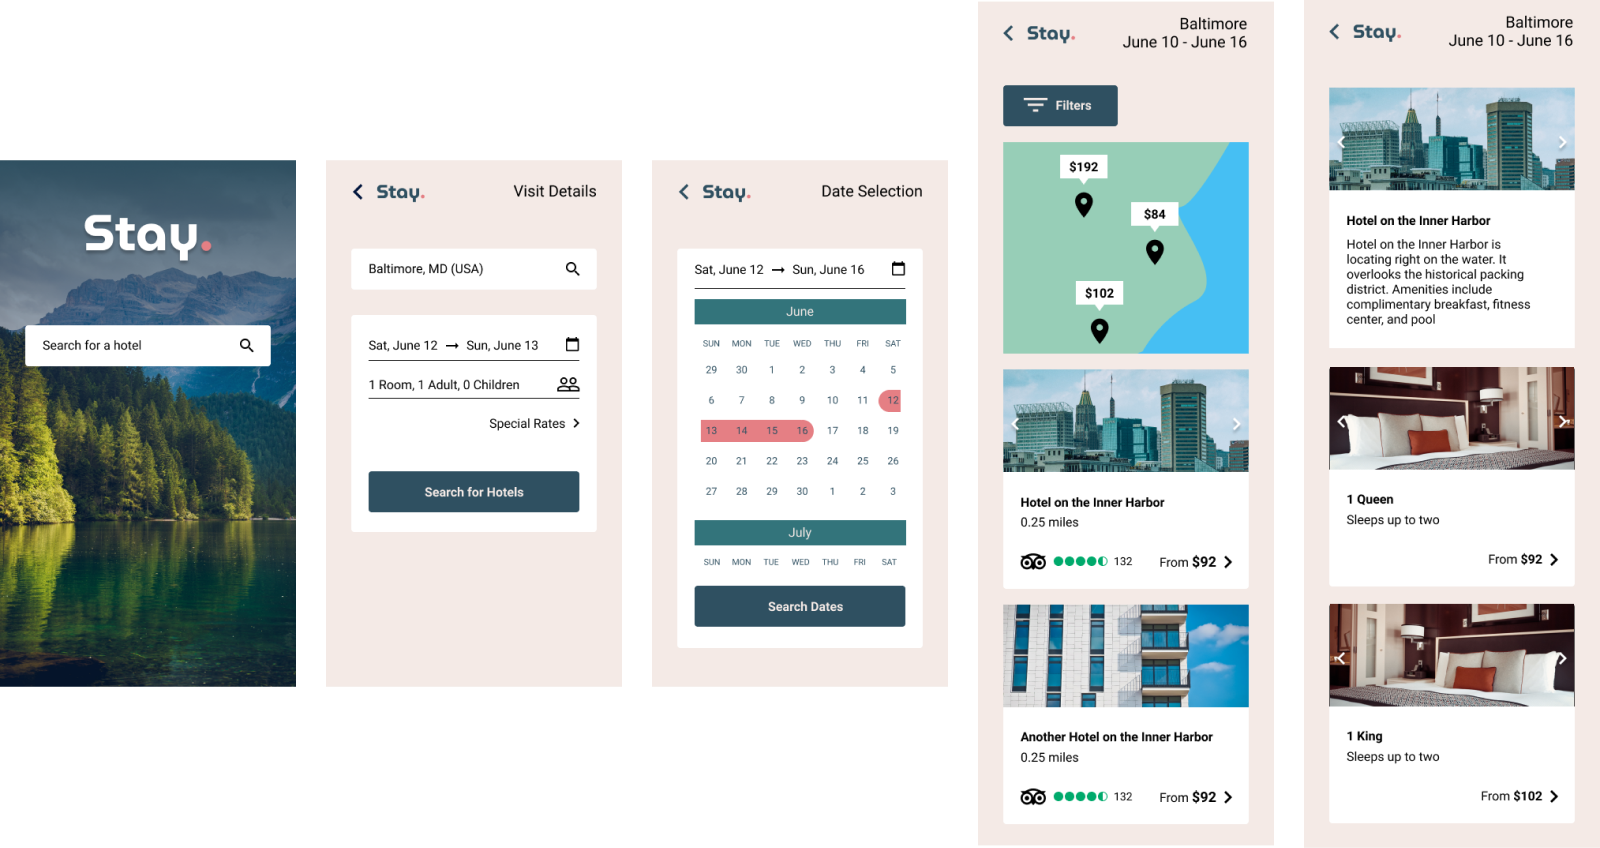 Stay.
Search for a hotel
Stay.
Visit Details
Baltimore, MD (USA)
Sat, June 12 → Sun, June 13
1 Room, 1 Adult, 0 Children
Special Rates
Search for Hotels
Stay.
Date Selection
Sat, June 12 → Sun, June 16
June
SUN MON TUE WED THU FRI SAT
29 30 1 2 3 4 5
6 7 8 9 10 11 12
13 14 15 16 17 18 19
20 21 22 23 24 25 26
27 28 29 30 1 2 3
July
SUN MON TUE WED THU FRI SAT
Search Dates
Stay.
Baltimore
June 10 - June 16
Filters
$192
$84
$102
Hotel on the Inner Harbor
0.25 miles
132 From $92
Another Hotel on the Inner Harbor
0.25 miles
132 From $92
Stay.
Baltimore
June 10 - June 16
Hotel on the Inner Harbor
Hotel on the Inner Harbor is
locating right on the water. It
overlooks the historical packing
district. Amenities include
complimentary breakfast, fitness
center, and pool
1 Queen
Sleeps up to two
From $92
1 King
Sleeps up to two
From $102